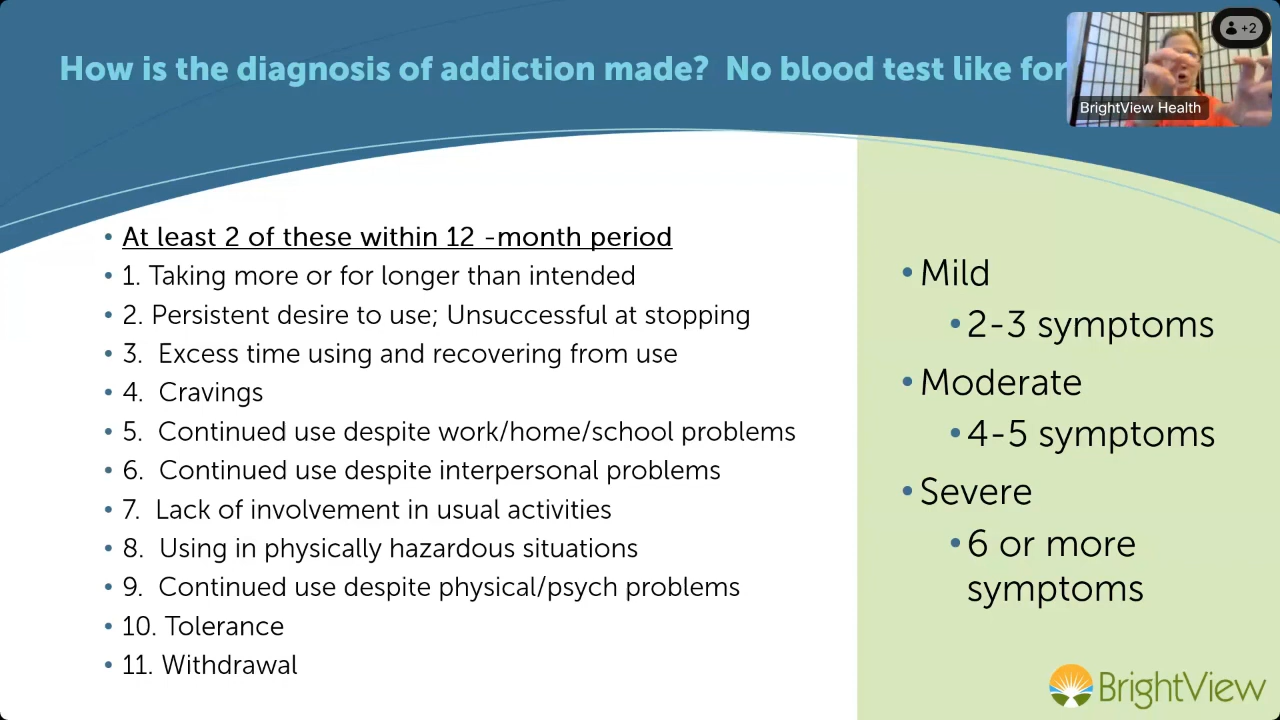 How is the diagnosis of addiction made?  No blood test like for
+2
BrightView Health
• At least 2 of these within 12 -month period
• 1. Taking more or for longer than intended
• 2. Persistent desire to use; Unsuccessful at stopping
• 3.  Excess time using and recovering from use
• 4.  Cravings
• 5.  Continued use despite work/home/school problems
• 6.  Continued use despite interpersonal problems
• 7.  Lack of involvement in usual activities
• 8.  Using in physically hazardous situations
• 9.  Continued use despite physical/psych problems
• 10. Tolerance
• 11. Withdrawal
• Mild
• 2-3 symptoms
• Moderate
• 4-5 symptoms
• Severe
• 6 or more
symptoms
BrightView